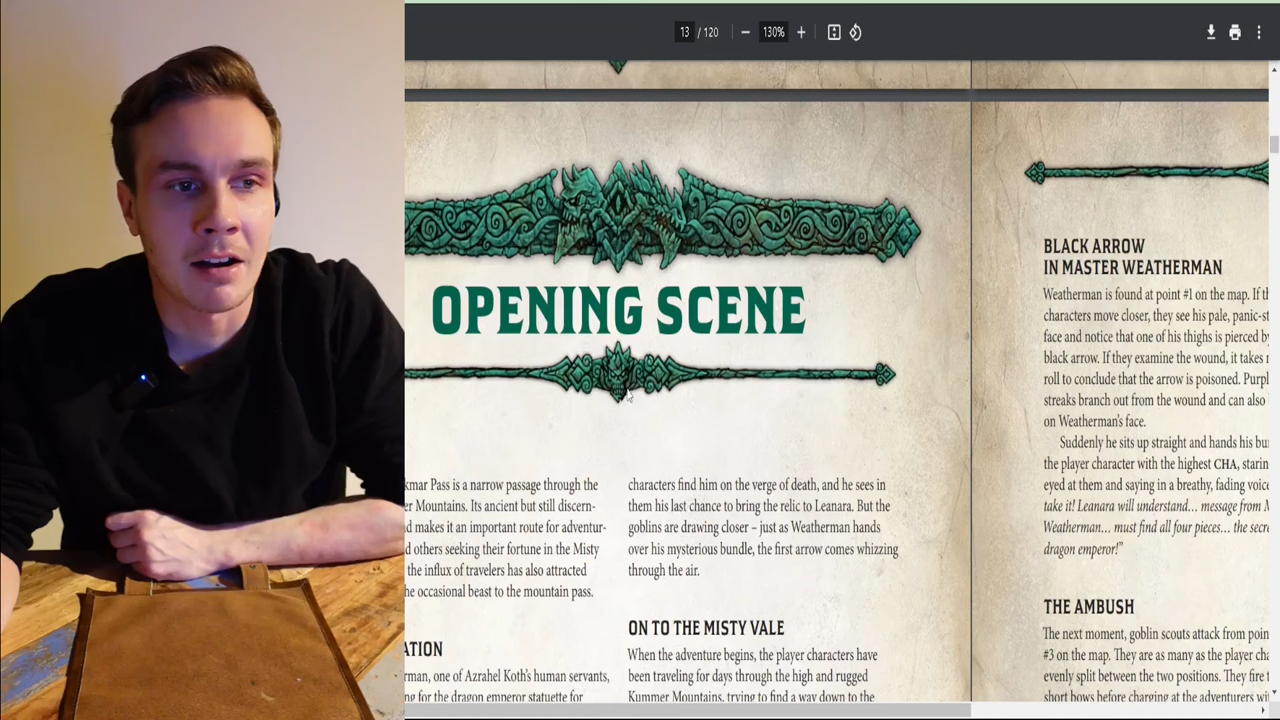 13 / 120
130%
OPENING SCENE
kmar Pass is a narrow passage through the
er Mountains. Its ancient but still discern-
d makes it an important route for adventur-
d others seeking their fortune in the Misty
the influx of travelers has also attracted
he occasional beast to the mountain pass.
ATION
rman, one of Azrahel Koth's human servants,
ng for the dragon emperor statuette for
characters find him on the verge of death, and he sees in
them his last chance to bring the relic to Leanara. But the
goblins are drawing closer – just as Weatherman hands
over his mysterious bundle, the first arrow comes whizzing
through the air.
ON TO THE MISTY VALE
When the adventure begins, the player characters have
been traveling for days through the high and rugged
Kummer Mountains, trying to find a way down to the
BLACK ARROW
IN MASTER WEATHERMAN
Weatherman is found at point #1 on the map. If th
characters move closer, they see his pale, panic-st
face and notice that one of his thighs is pierced by
black arrow. If they examine the wound, it takes n
roll to conclude that the arrow is poisoned. Purpl
streaks branch out from the wound and can also
on Weatherman's face.
Suddenly he sits up straight and hands his bun
the player character with the highest CHA, starin
eyed at them and saying in a breathy, fading voic
take it! Leanara will understand... message from M
Weatherman... must find all four pieces... the secre
dragon emperor!"
THE AMBUSH
The next moment, goblin scouts attack from poin
#3 on the map. They are as many as the player cha
evenly split between the two positions. They fire t
short bows before charging at the adventurers wi